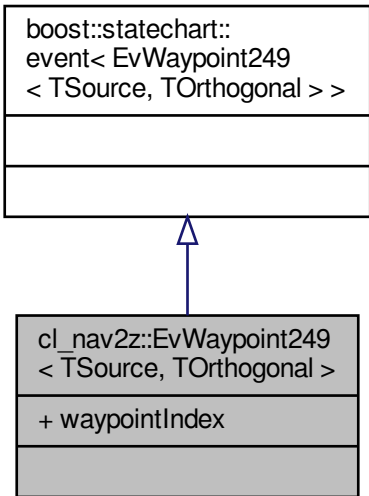 boost::statechart::
event< EvWaypoint249
< TSource, TOrthogonal > >
cl_nav2z::EvWaypoint249
< TSource, TOrthogonal >
+ waypointIndex